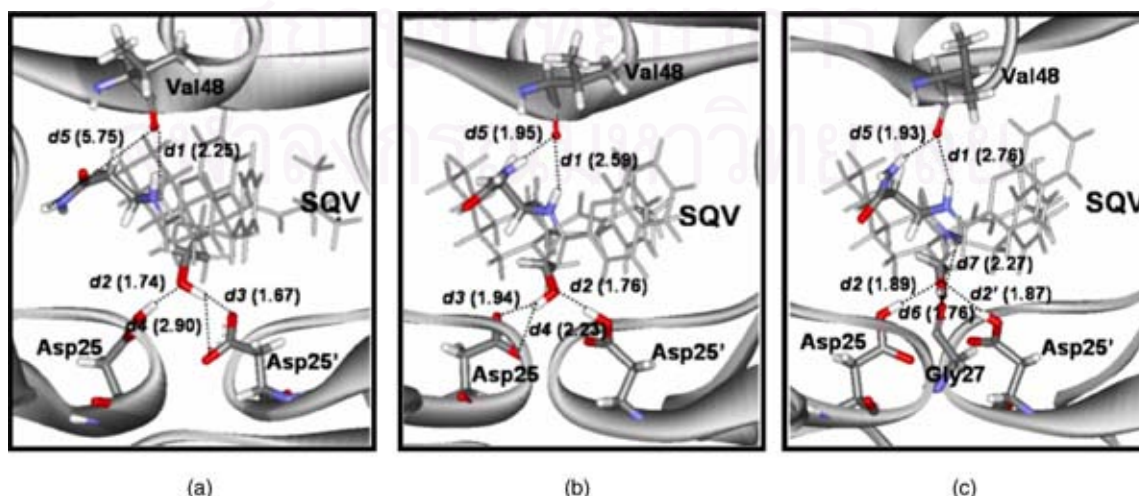 Val48
d5 (5.75)
d1 (2.25)
SQV
d2 (1.74)
d3 (1.67)
d4 (2.90)
Asp25
Asp25'
(a)
Val48
d5 (1.95)
d1 (2.59)
SQV
d3 (1.94)
d2 (1.76)
d4 (2.23)
Asp25
Asp25'
(b)
Val48
d5 (1.93)
d1 (2.76)
SQV
d7 (2.27)
d2 (1.89)
d2' (1.87)
d6 (1.76)
Asp25
Asp25'
Gly27
(c)